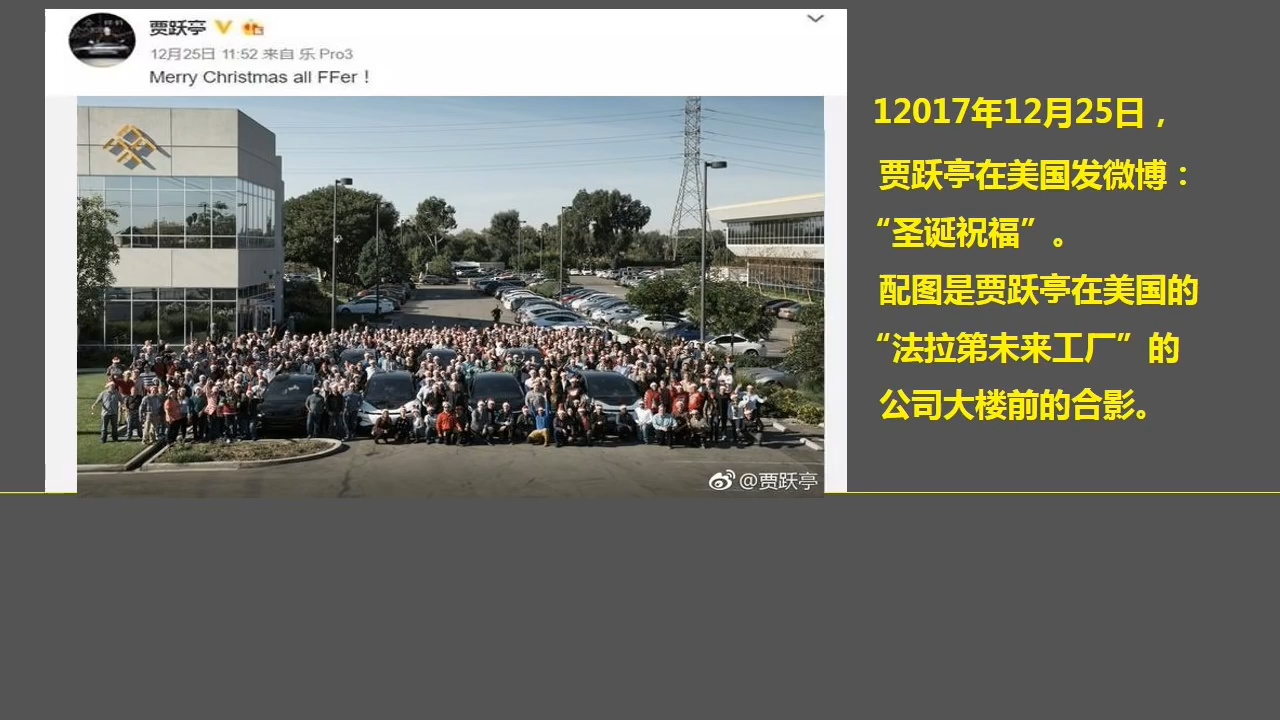 贾跃亭
12月25日 11:52 来自 乐 Pro3
Merry Christmas all FFer！
@贾跃亭
12017年12月25日，
贾跃亭在美国发微博：
“圣诞祝福”。
配图是贾跃亭在美国的
“法拉第未来工厂”的
公司大楼前的合影。